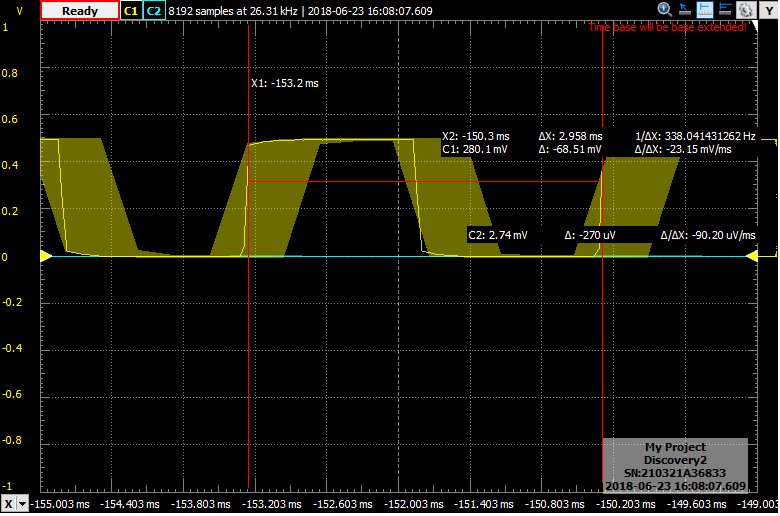 V Ready C1 C2 8192 samples at 26.31 kHz | 2018-06-23 16:08:07.609 Y
Time base will be base extended!
1
X1: -153.2 ms
0.8
0.6
X2: -150.3 ms ΔX: 2.958 ms 1/ΔX: 338.041431262 Hz
C1: 280.1 mV Δ: -68.51 mV Δ/ΔX: -23.15 mV/ms
0.4
0.2
C2: 2.74 mV Δ: -270 uV Δ/ΔX: -90.20 uV/ms
0
-0.2
-0.4
-0.6
-0.8
My Project
Discovery2
SN:210321A36833
2018-06-23 16:08:07.609
-1
X -155.003 ms -154.403 ms -153.803 ms -153.203 ms -152.603 ms -152.003 ms -151.403 ms -150.803 ms -150.203 ms -149.603 ms -149.003